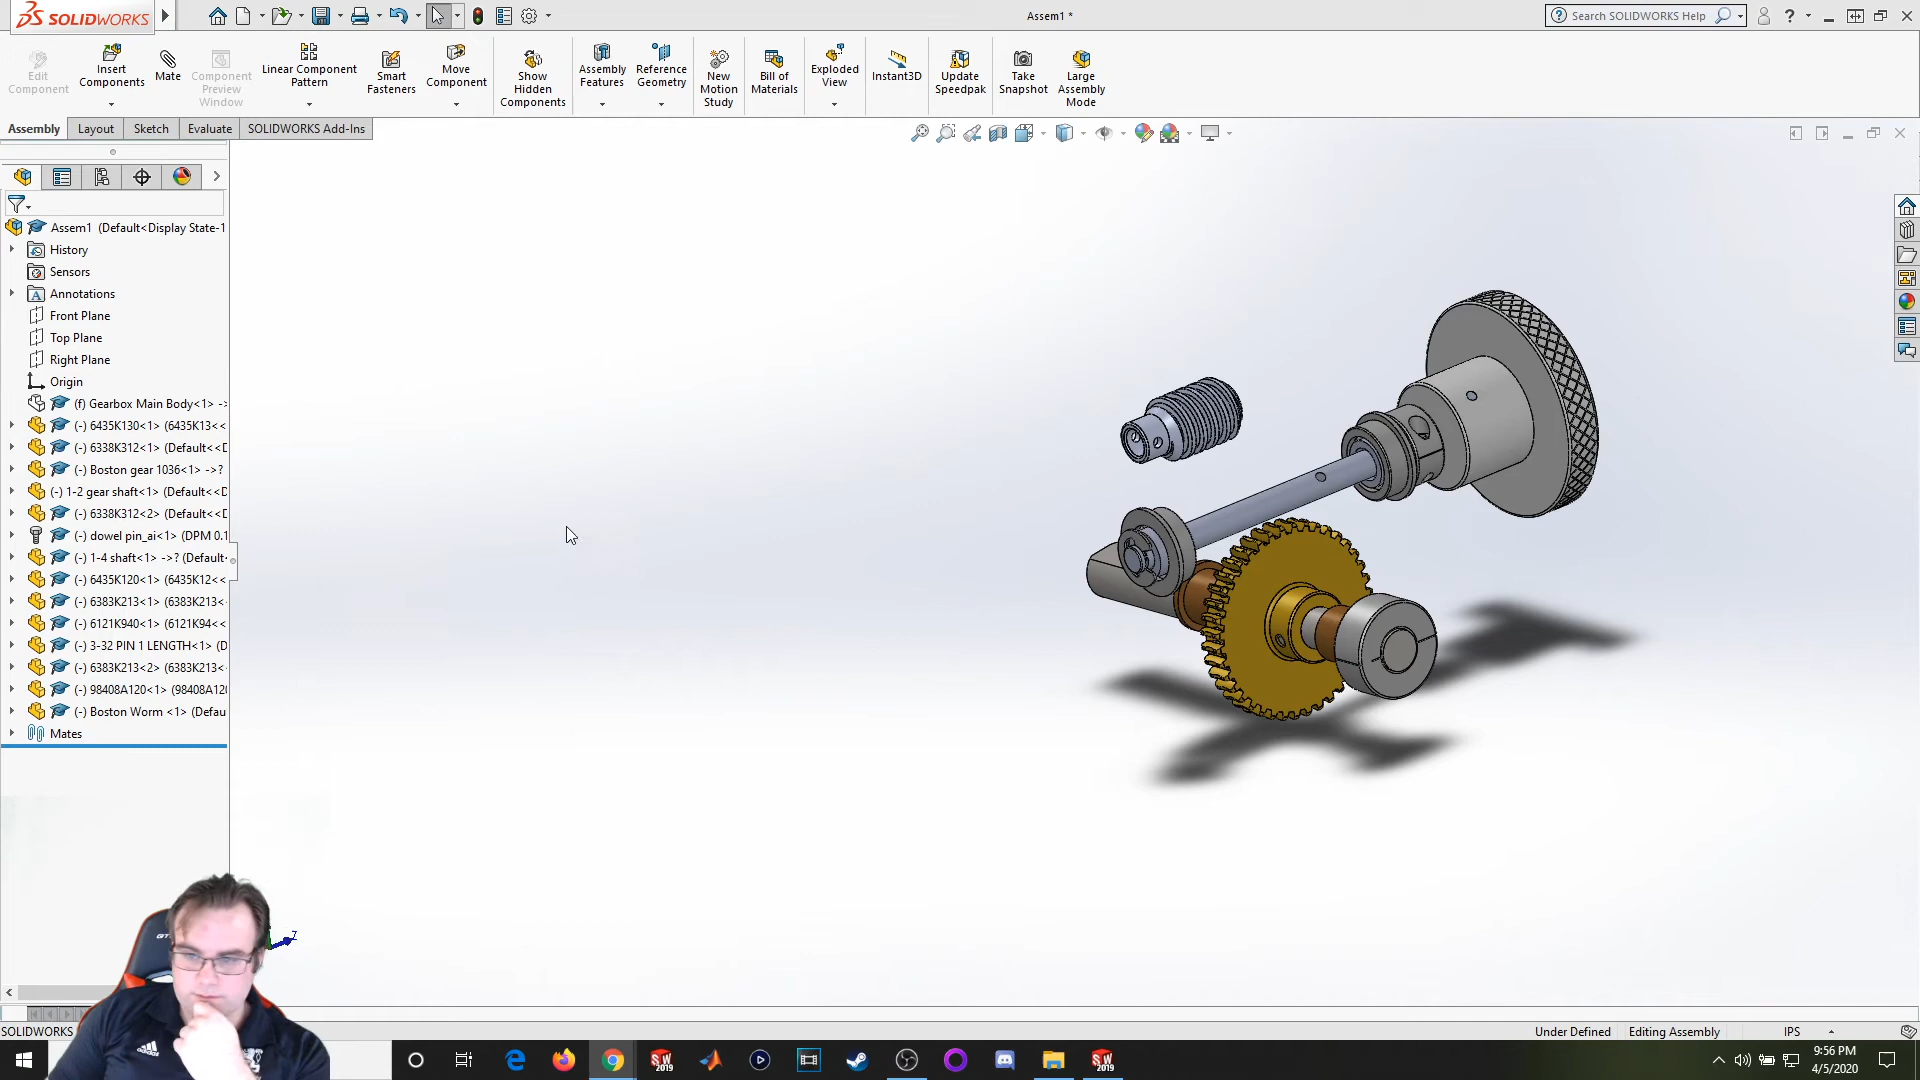 SOLIDWORKS
Assem1 *
Search SOLIDWORKS Help
Edit
Component
Insert
Components
Mate
Component
Preview
Window
Linear Component
Pattern
Smart
Fasteners
Move
Component
Show
Hidden
Components
Assembly
Features
Reference
Geometry
New
Motion
Study
Bill of
Materials
Exploded
View
Instant3D
Update
Speedpak
Take
Snapshot
Large
Assembly
Mode
Assembly
Layout
Sketch
Evaluate
SOLIDWORKS Add-Ins
Assem1 (Default<Display State-1
History
Sensors
Annotations
Front Plane
Top Plane
Right Plane
Origin
(f) Gearbox Main Body<1> ->
(-) 6435K130<1> (6435K13<<
(-) 6338K312<1> (Default<<D
(-) Boston gear 1036<1> ->?
(-) 1-2 gear shaft<1> (Default<<D
(-) 6338K312<2> (Default<<D
(-) dowel pin_ai<1> (DPM 0.1
(-) 1-4 shaft<1> ->? (Default<
(-) 6435K120<1> (6435K12<<
(-) 6383K213<1> (6383K213<
(-) 6121K940<1> (6121K94<<
(-) 3-32 PIN 1 LENGTH<1> (D
(-) 6383K213<2> (6383K213<
(-) 98408A120<1> (98408A120
(-) Boston Worm <1> (Defau
Mates
Z
SOLIDWORKS
Under Defined
Editing Assembly
IPS
SW
2019
SW
2019
9:56 PM
4/5/2020